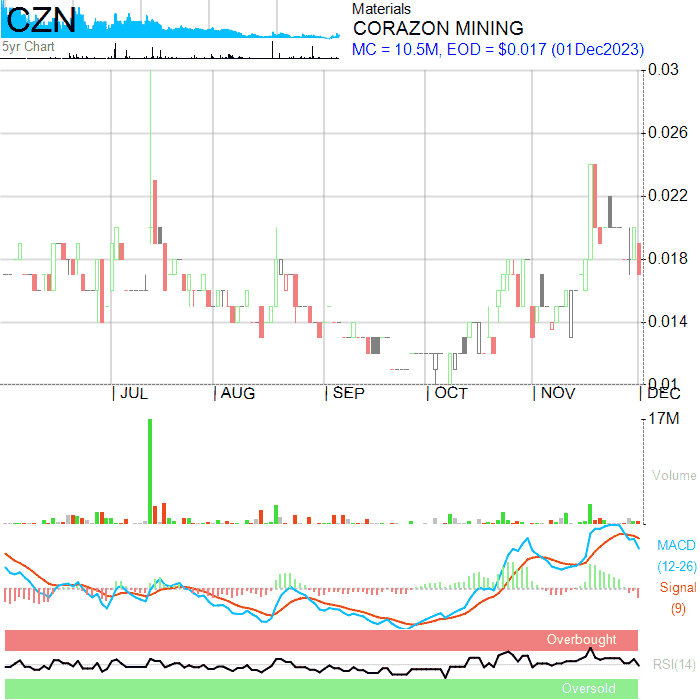 CZN
5yr Chart
Materials
CORAZON MINING
MC = 10.5M, EOD = $0.017 (01Dec2023)
0.03
0.026
0.022
0.018
0.014
0.01
JUL
AUG
SEP
OCT
NOV
DEC
17M
Volume
MACD
(12-26)
Signal
(9)
Overbought
RSI(14)
Oversold